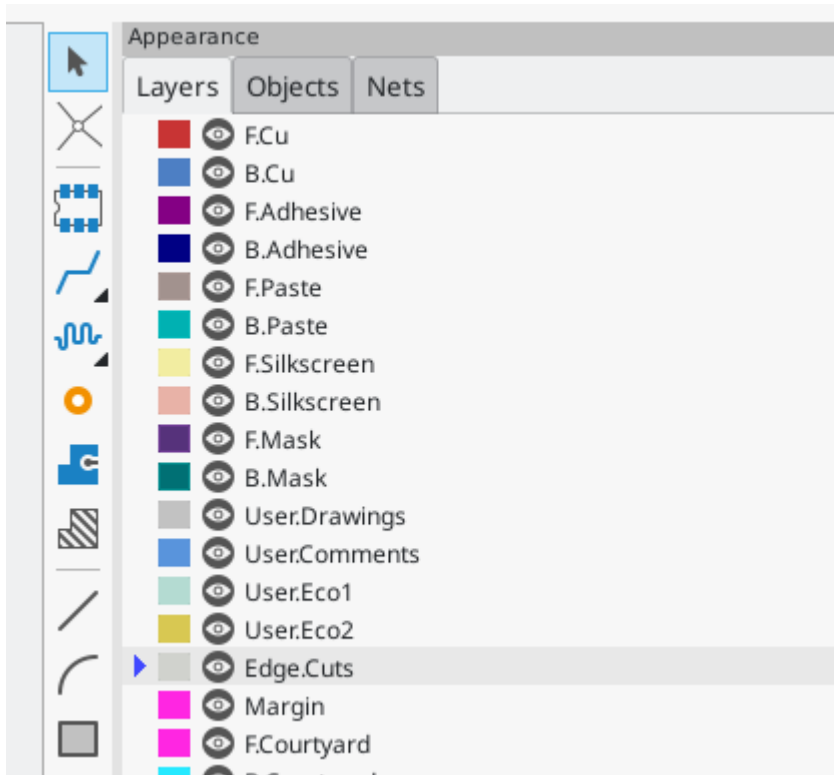 Appearance
Layers Objects Nets
F.Cu
B.Cu
F.Adhesive
B.Adhesive
F.Paste
B.Paste
F.Silkscreen
B.Silkscreen
F.Mask
B.Mask
User.Drawings
User.Comments
User.Eco1
User.Eco2
Edge.Cuts
Margin
F.Courtyard